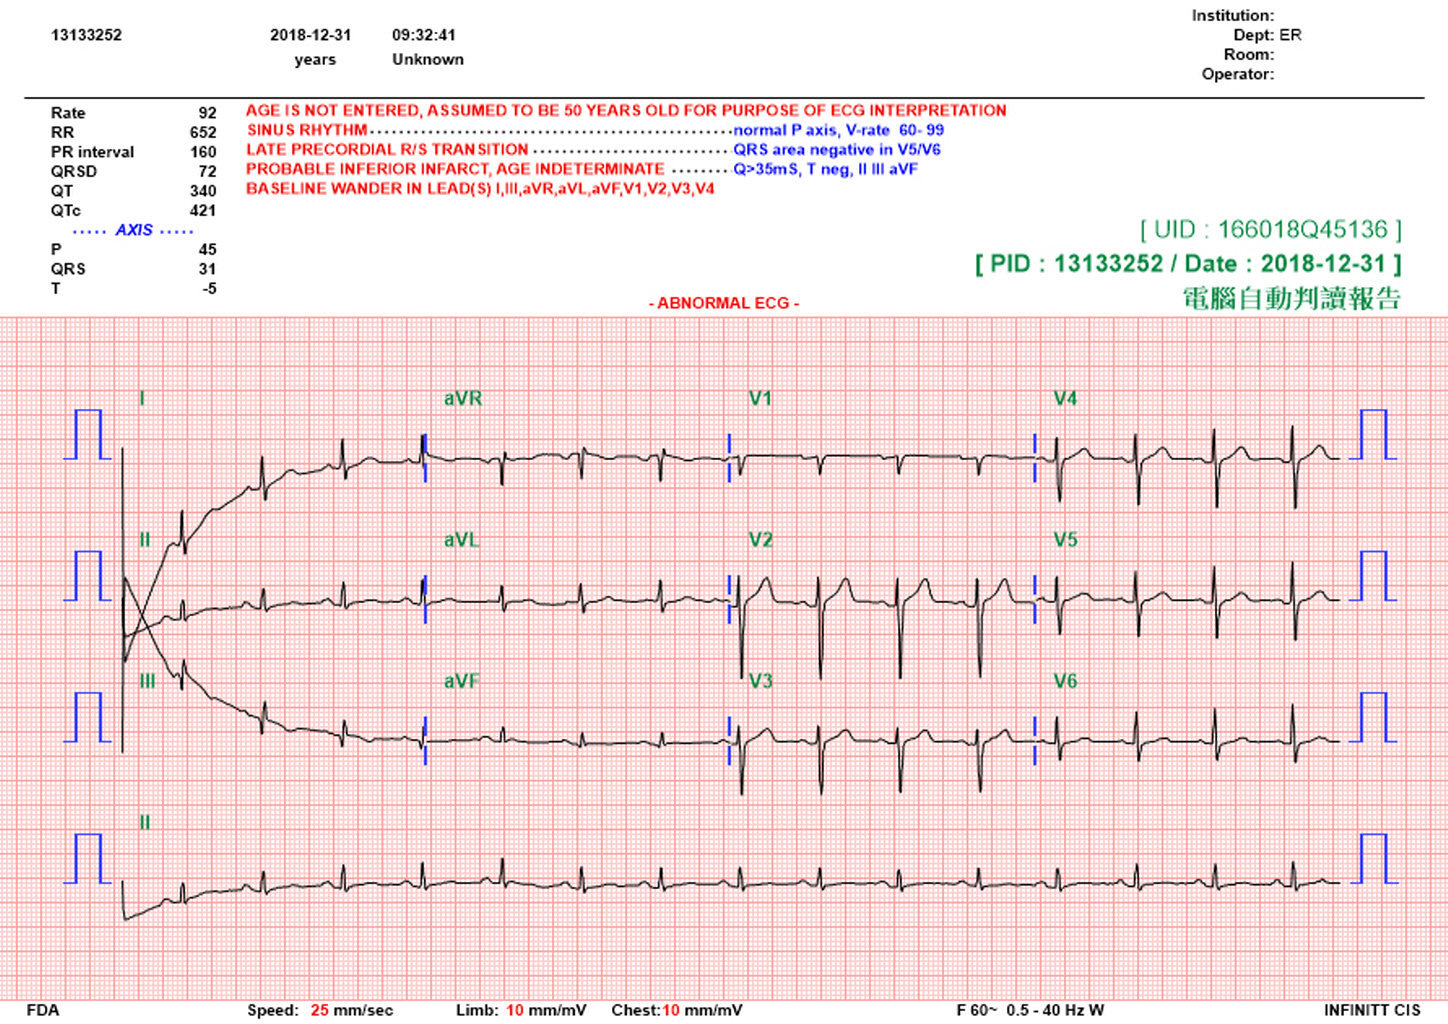 13133252 2018-12-31 09:32:41
years Unknown
Institution:
Dept: ER
Room:
Operator:
Rate 92
RR 652
PR interval 160
QRSD 72
QT 340
QTc 421
····· AXIS ·····
P 45
QRS 31
T -5
AGE IS NOT ENTERED, ASSUMED TO BE 50 YEARS OLD FOR PURPOSE OF ECG INTERPRETATION
SINUS RHYTHM··················································normal P axis, V-rate 60- 99
LATE PRECORDIAL R/S TRANSITION ···························QRS area negative in V5/V6
PROBABLE INFERIOR INFARCT, AGE INDETERMINATE ········Q>35mS, T neg, II III aVF
BASELINE WANDER IN LEAD(S) I,III,aVR,aVL,aVF,V1,V2,V3,V4
[ UID : 166018Q45136 ]
[ PID : 13133252 / Date : 2018-12-31 ]
電腦自動判讀報告
- ABNORMAL ECG -
I aVR V1 V4
II aVL V2 V5
III aVF V3 V6
II
FDA Speed: 25 mm/sec Limb: 10 mm/mV Chest:10 mm/mV F 60~ 0.5 - 40 Hz W INFINITT CIS